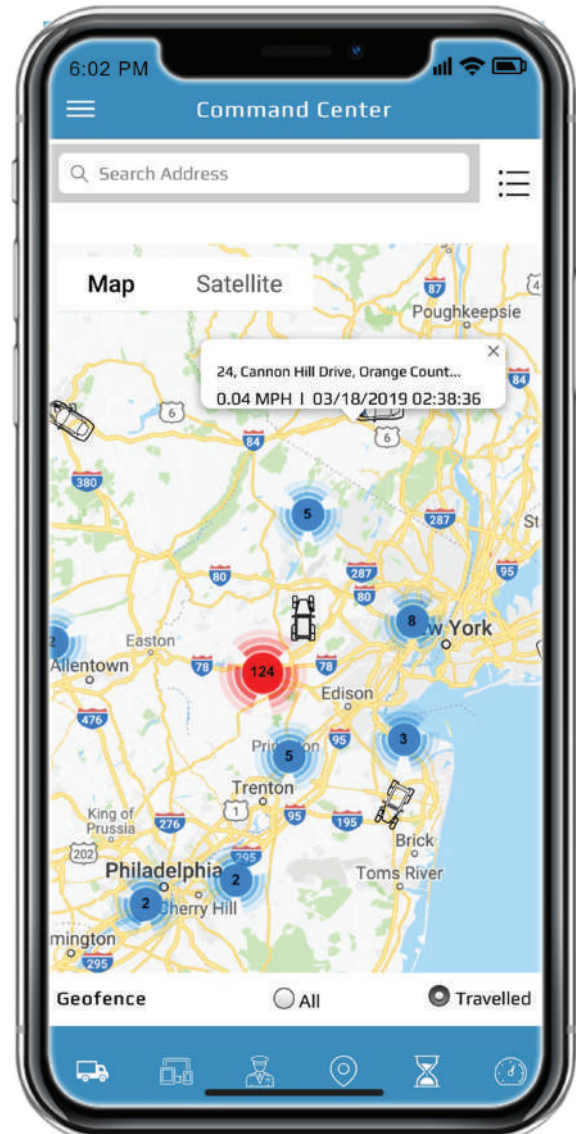 6:02 PM
Command Center
Search Address
Map Satellite
87
Poughkeepsie
84
24, Cannon Hill Drive, Orange Count...
0.04 MPH | 03/18/2019 02:38:36
6
6
84
380
5
287
80
287
95
80
8
w York
Easton
Allentown
78
124
78
Edison
476
3
5
95
Trenton
1
95
195
King of
Prussia
276
202
Brick
Philadelphia
295
2
Toms River
2
Cherry Hill
mington
295
Geofence All Travelled